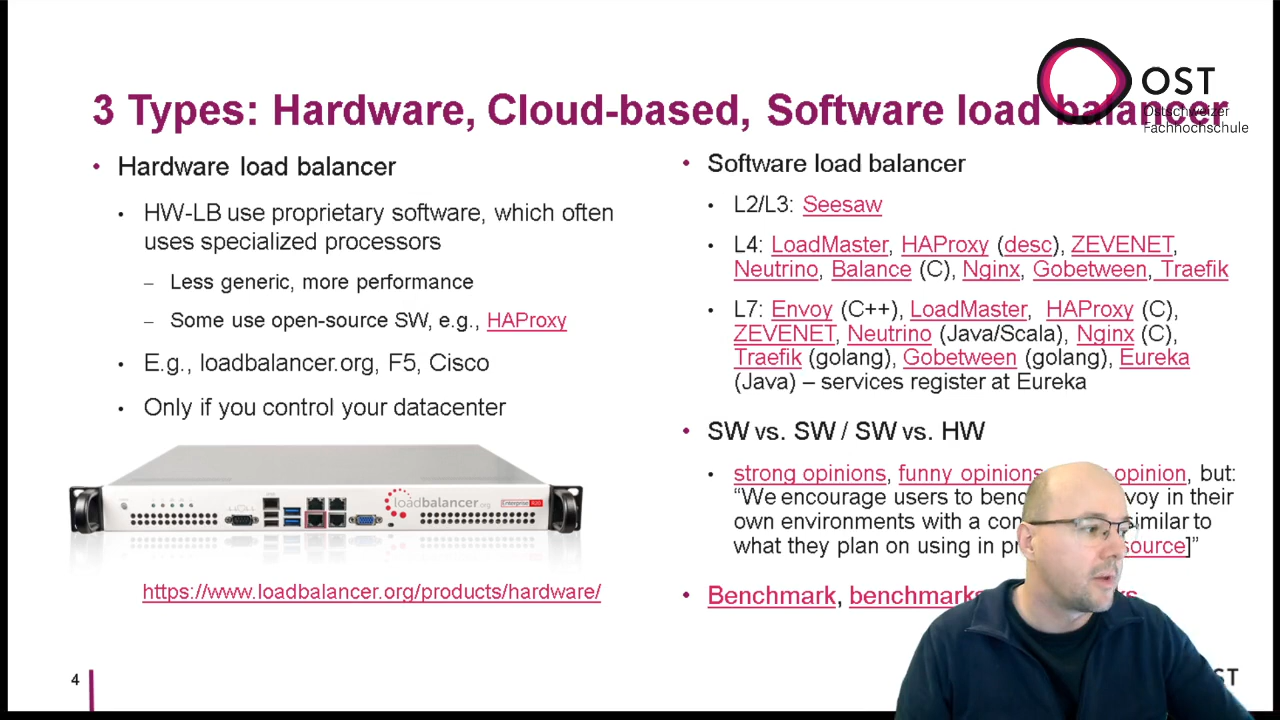 OST
Ostschweizer
Fachhochschule
3 Types: Hardware, Cloud-based, Software load balancer
• Hardware load balancer
• HW-LB use proprietary software, which often
uses specialized processors
– Less generic, more performance
– Some use open-source SW, e.g., HAProxy
• E.g., loadbalancer.org, F5, Cisco
• Only if you control your datacenter
loadbalancer.org
Enterprise
https://www.loadbalancer.org/products/hardware/
• Software load balancer
• L2/L3: Seesaw
• L4: LoadMaster, HAProxy (desc), ZEVENET,
Neutrino, Balance (C), Nginx, Gobetween, Traefik
• L7: Envoy (C++), LoadMaster, HAProxy (C),
ZEVENET, Neutrino (Java/Scala), Nginx (C),
Traefik (golang), Gobetween (golang), Eureka
(Java) – services register at Eureka
• SW vs. SW / SW vs. HW
• strong opinions, funny opinions opinion, but:
“We encourage users to in their
own environments with a similar to
what they plan on using in source]”
• Benchmark, benchmarks
4